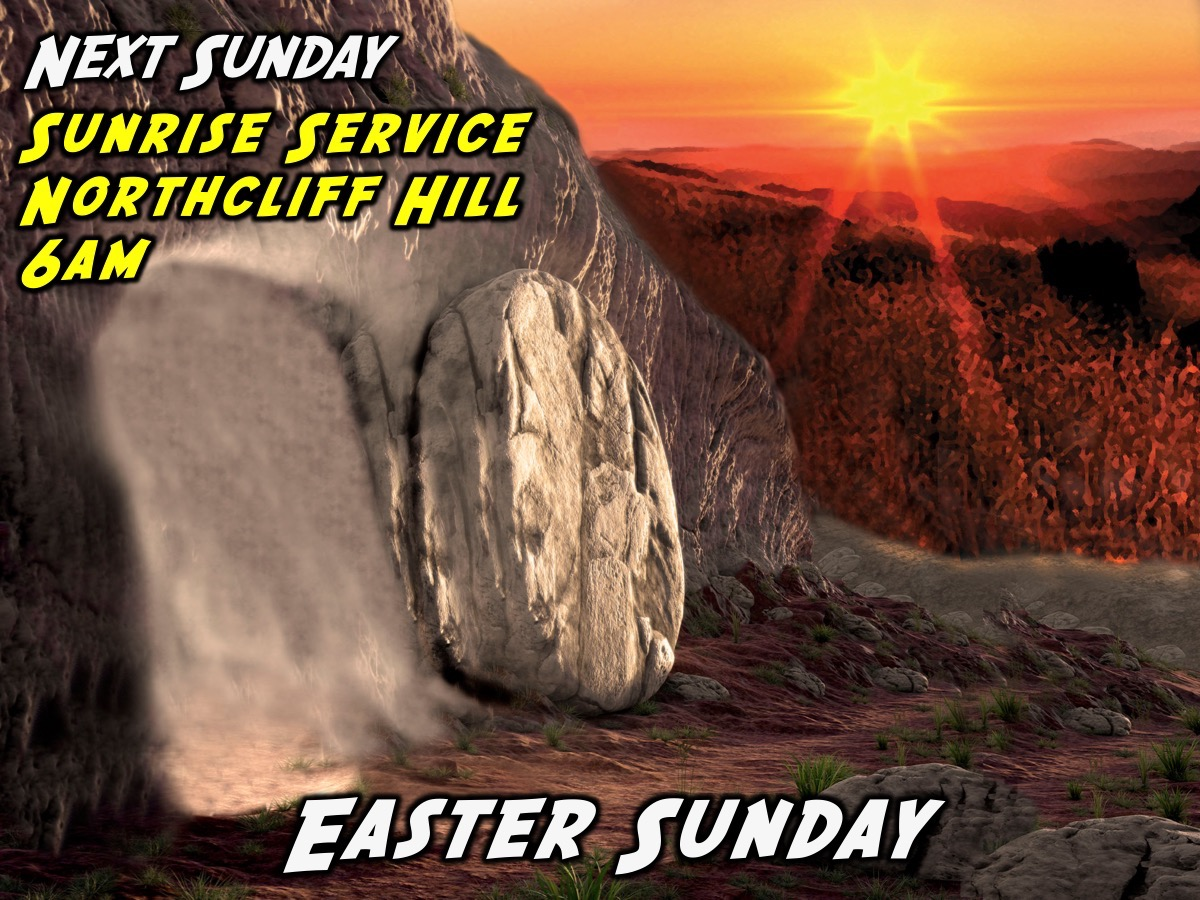 Next Sunday
Sunrise Service
Northcliff Hill
6am
Easter Sunday